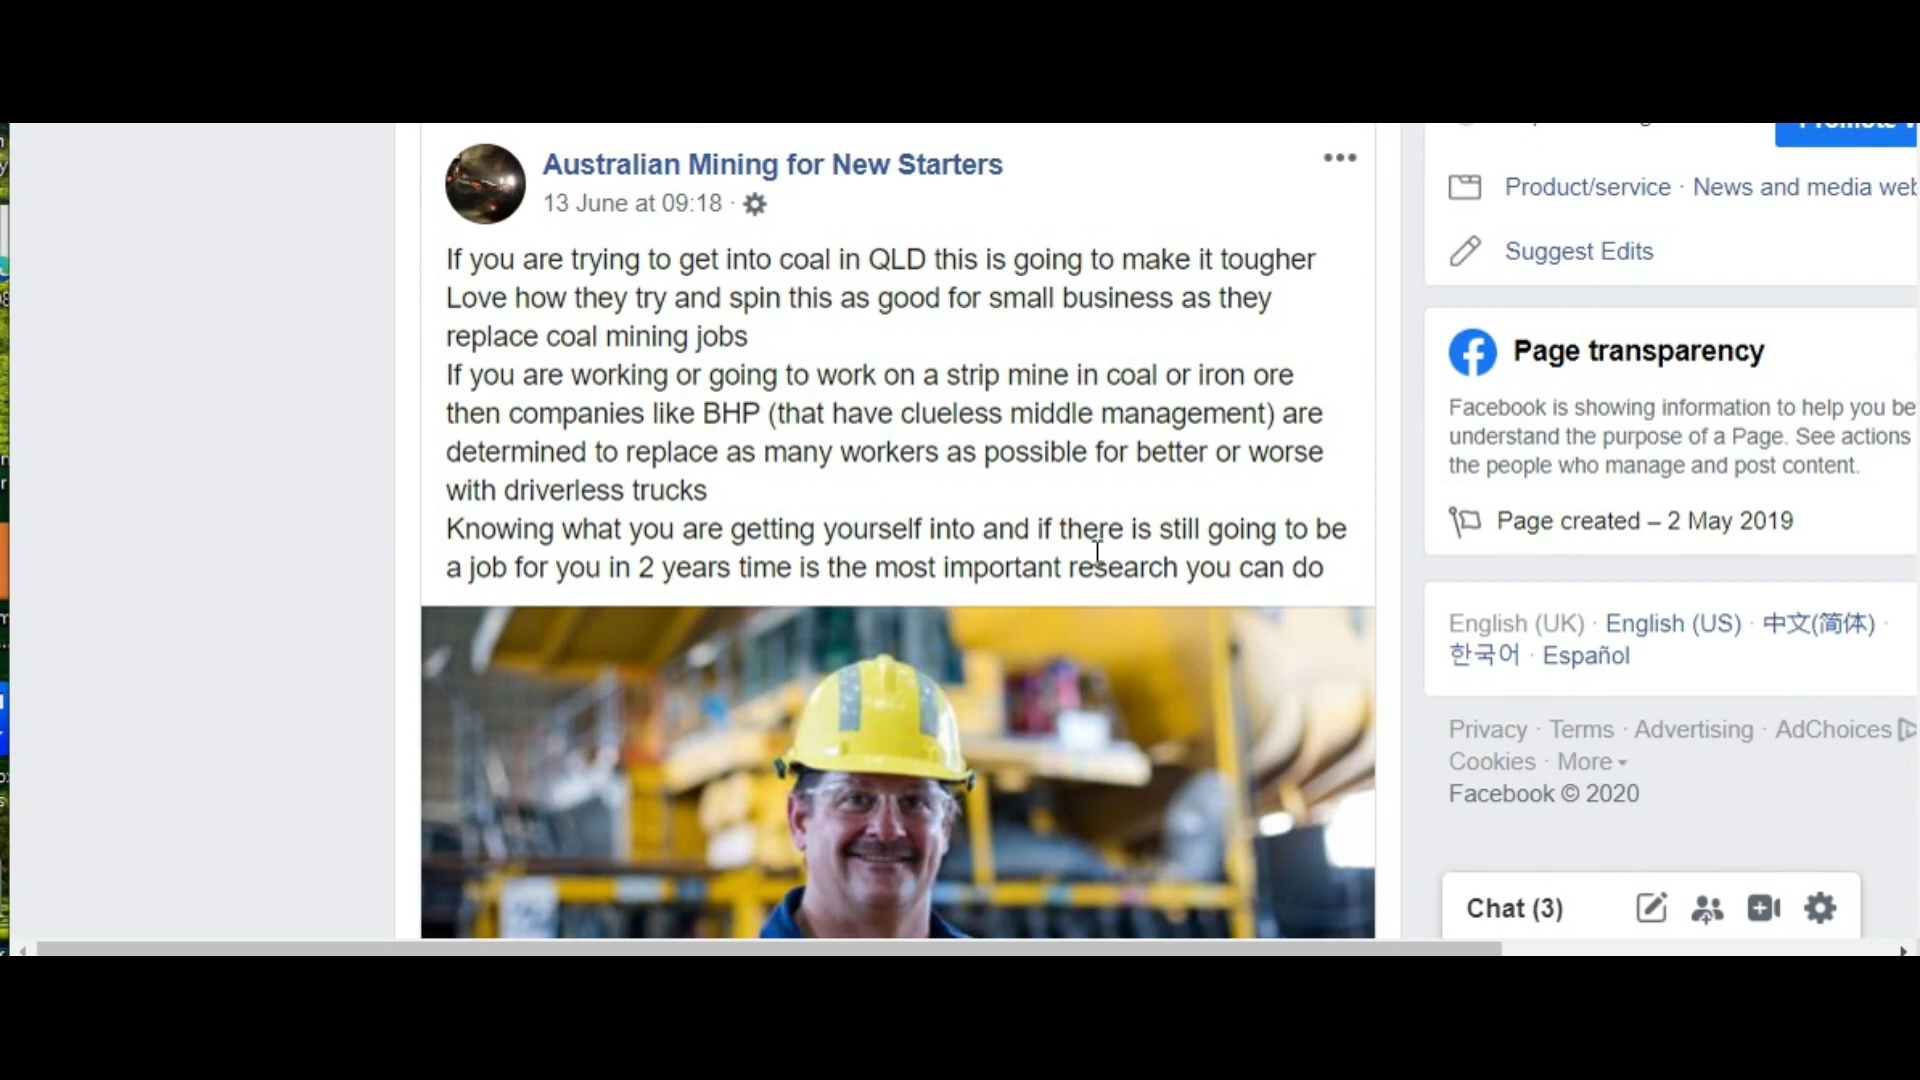 Australian Mining for New Starters
13 June at 09:18 ·
If you are trying to get into coal in QLD this is going to make it tougher
Love how they try and spin this as good for small business as they
replace coal mining jobs
If you are working or going to work on a strip mine in coal or iron ore
then companies like BHP (that have clueless middle management) are
determined to replace as many workers as possible for better or worse
with driverless trucks
Knowing what you are getting yourself into and if there is still going to be
a job for you in 2 years time is the most important research you can do
Product/service · News and media
Suggest Edits
Page transparency
Facebook is showing information to help you
understand the purpose of a Page. See actions
the people who manage and post content.
Page created – 2 May 2019
English (UK) · English (US) · 中文(简体) ·
한국어 · Español
Privacy · Terms · Advertising · AdChoices
Cookies · More
Facebook © 2020
Chat (3)